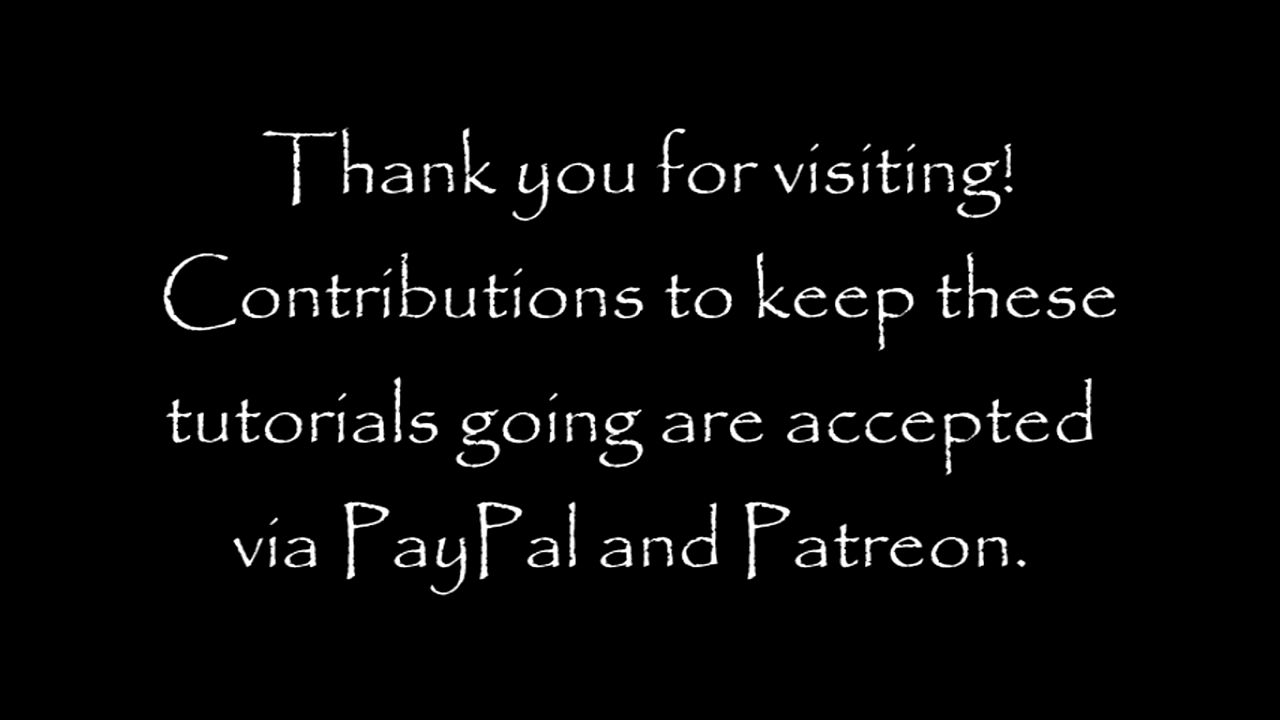 Thank you for visiting!
Contributions to keep these
tutorials going are accepted
via PayPal and Patreon.